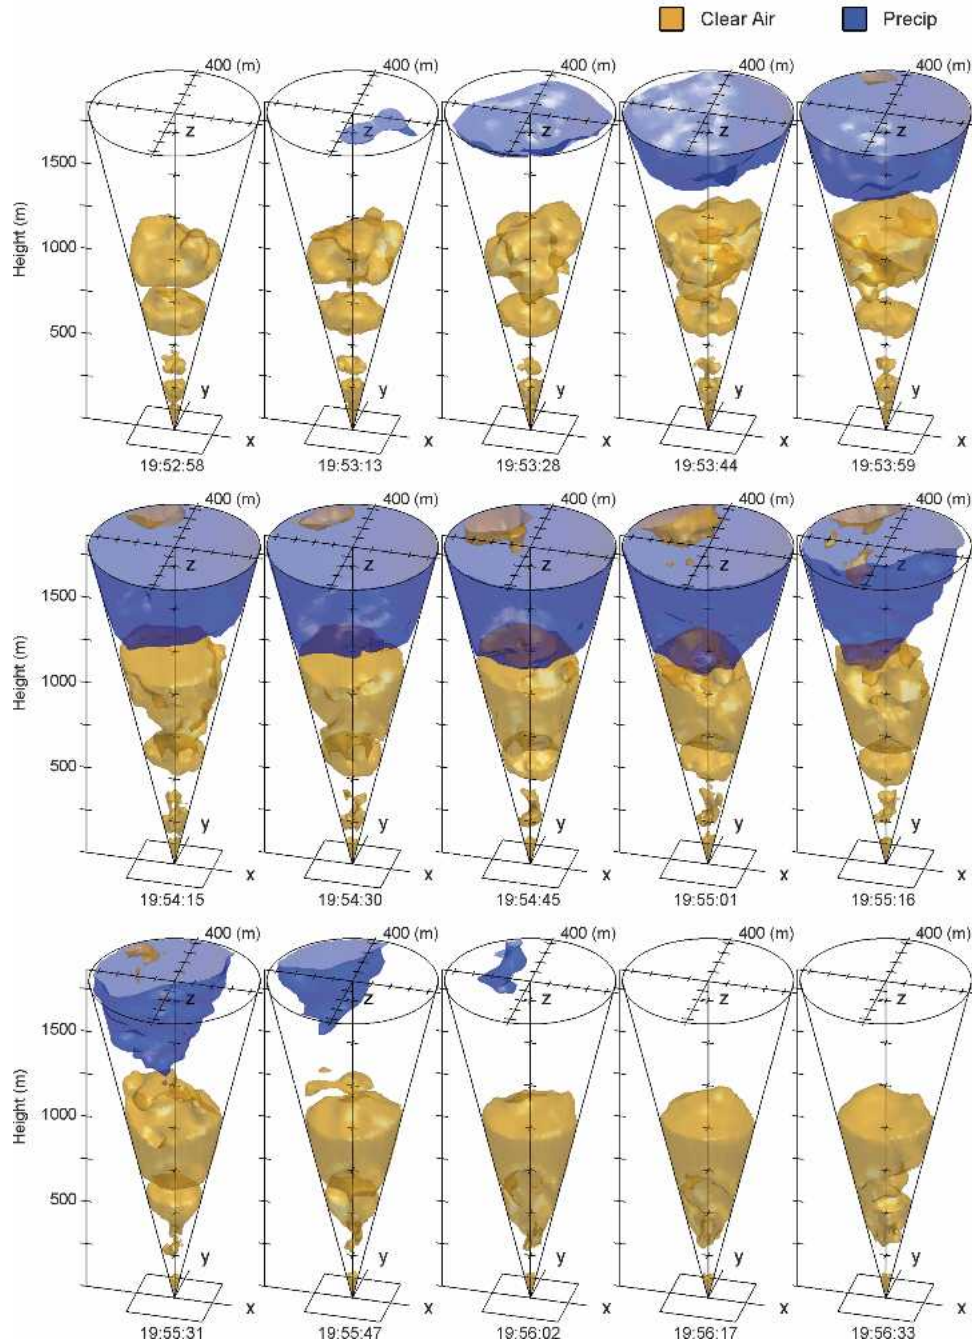 Clear Air Precip
400 (m) 400 (m) 400 (m) 400 (m) 400 (m)
Height (m)
1500
1000
500
z z z z z
y y y y y
x x x x x
19:52:58 19:53:13 19:53:28 19:53:44 19:53:59
400 (m) 400 (m) 400 (m) 400 (m) 400 (m)
Height (m)
1500
1000
500
z z z z z
y y y y y
x x x x x
19:54:15 19:54:30 19:54:45 19:55:01 19:55:16
400 (m) 400 (m) 400 (m) 400 (m) 400 (m)
Height (m)
1500
1000
500
z z z z z
y y y y y
x x x x x
19:55:31 19:55:47 19:56:02 19:56:17 19:56:33